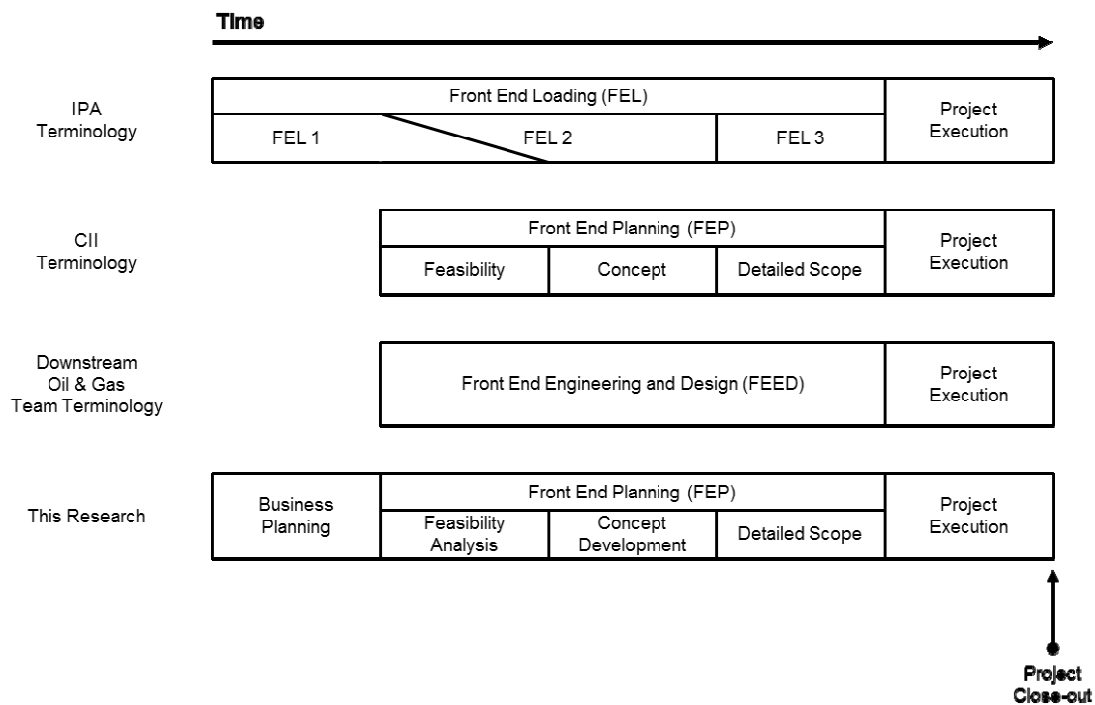 Time
IPA
Terminology
Front End Loading (FEL)
FEL 1
FEL 2
FEL 3
Project
Execution
CII
Terminology
Front End Planning (FEP)
Feasibility
Concept
Detailed Scope
Project
Execution
Downstream
Oil & Gas
Team Terminology
Front End Engineering and Design (FEED)
Project
Execution
This Research
Business
Planning
Front End Planning (FEP)
Feasibility
Analysis
Concept
Development
Detailed Scope
Project
Execution
Project
Close-out